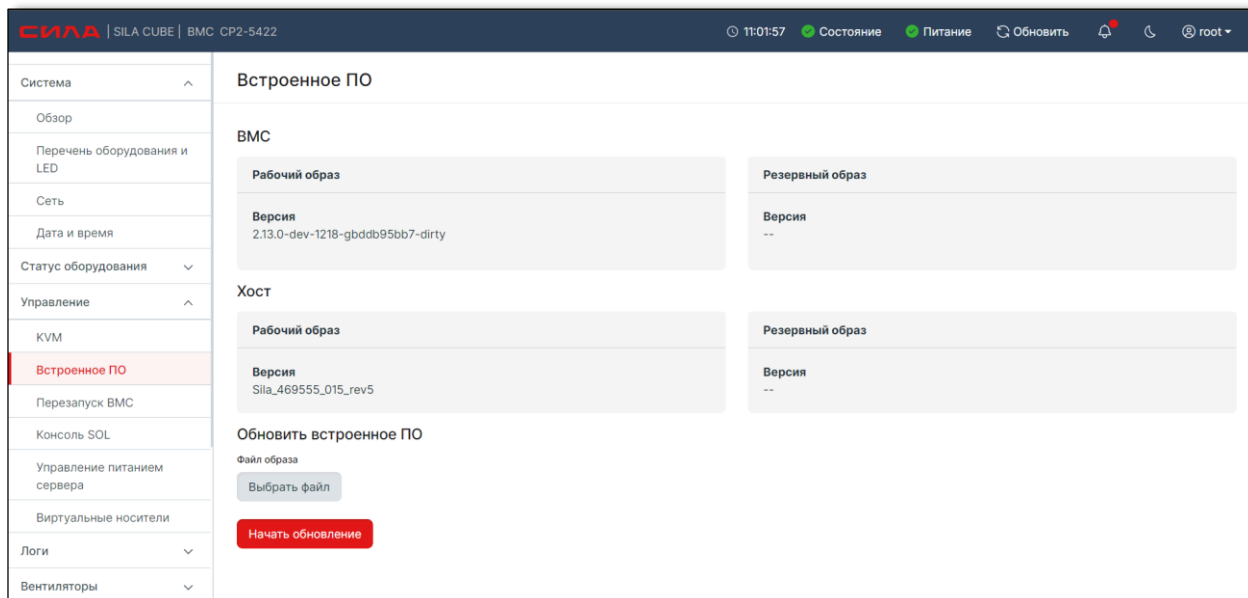 СИЛА | SILA CUBE | BMC CP2-5422
11:01:57 Состояние Питание Обновить root
Система
Обзор
Перечень оборудования и
LED
Сеть
Дата и время
Статус оборудования
Управление
KVM
Встроенное ПО
Перезапуск BMC
Консоль SOL
Управление питанием
сервера
Виртуальные носители
Логи
Вентиляторы
Встроенное ПО
BMC
Рабочий образ
Версия
2.13.0-dev-1218-gbddb95bb7-dirty
Резервный образ
Версия
--
Хост
Рабочий образ
Версия
Sila_469555_015_rev5
Резервный образ
Версия
--
Обновить встроенное ПО
Файл образа
Выбрать файл
Начать обновление